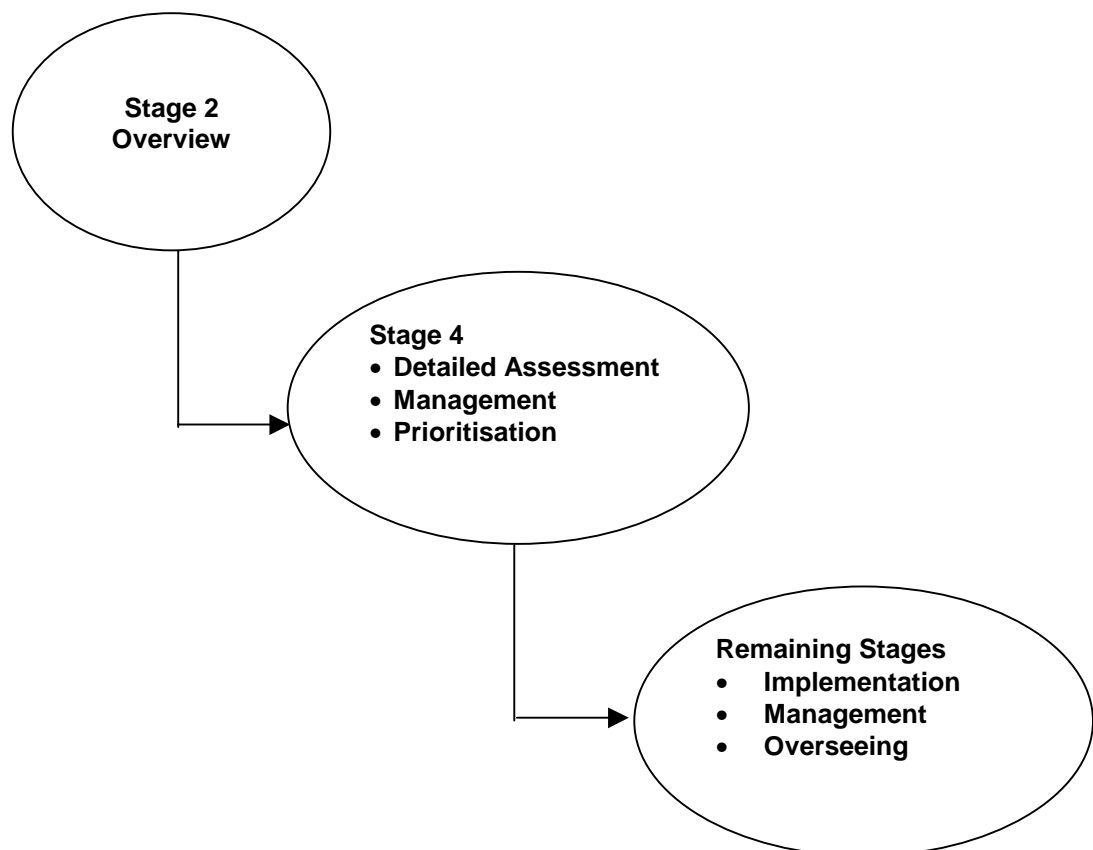 Stage 2
Overview
Stage 4
• Detailed Assessment
• Management
• Prioritisation
Remaining Stages
• Implementation
• Management
• Overseeing